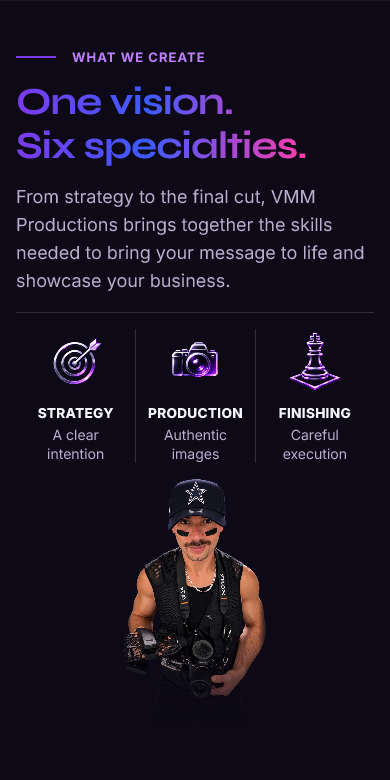 WHAT WE CREATE
One vision.
Six specialties.
From strategy to the final cut, VMM
Productions brings together the skills
needed to bring your message to life and
showcase your business.
STRATEGY
A clear
intention
PRODUCTION
Authentic
images
FINISHING
Careful
execution